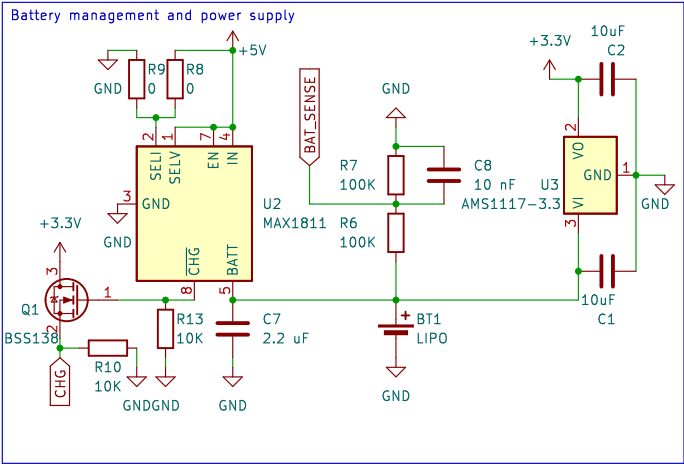 Battery management and power supply
10uF
+3.3V
C2
+5V
R9
0
R8
0
GND
GND
BAT_SENSE
2
1
7
4
SELI
SELV
EN
IN
2
VO
R7
100K
C8
10 nF
U3
AMS1117-3.3
GND
1
GND
VI
3
3
GND
GND
U2
MAX1811
R6
100K
+3.3V
CHG
BATT
8
5
3
1
Q1
BSS138
2
R13
10K
C7
2.2 uF
+
BT1
LIPO
10uF
C1
R10
10K
CHG
GND
GND
GND
GND